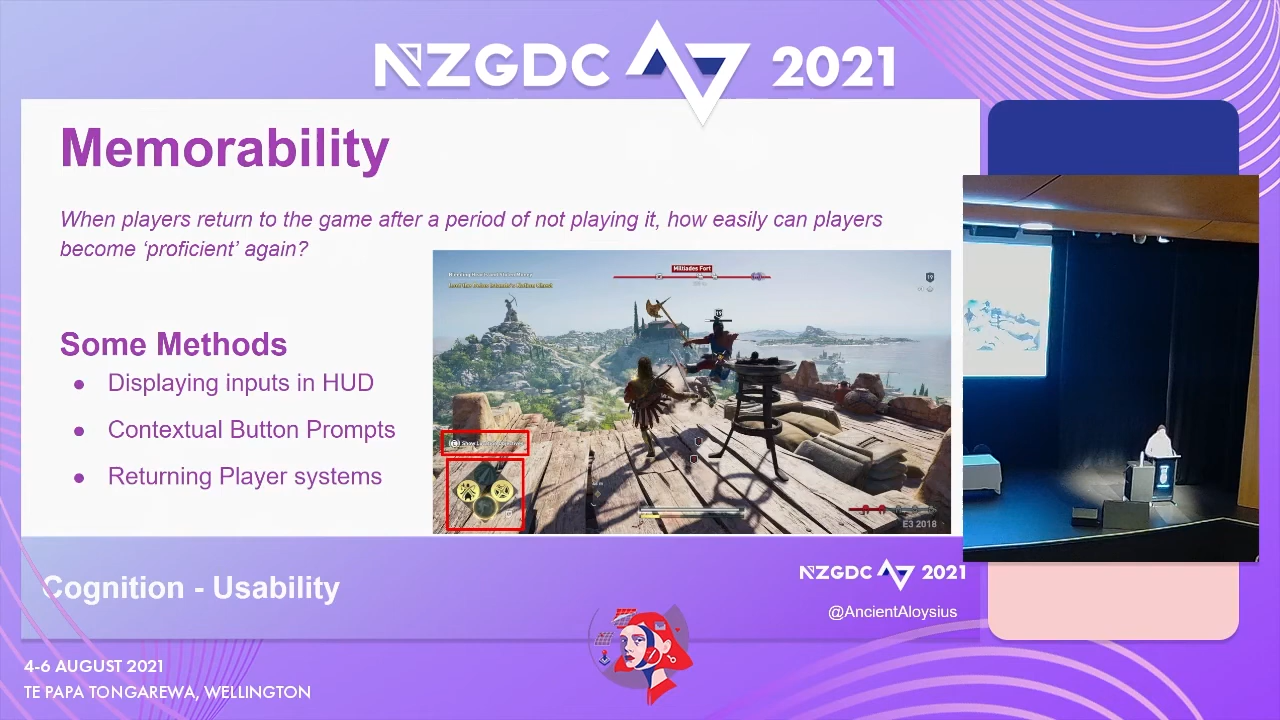 NZGDC 2021
Memorability
When players return to the game after a period of not playing it, how easily can players
become ‘proficient’ again?
Militiades Fort
19
Some Methods
● Displaying inputs in HUD
● Contextual Button Prompts
● Returning Player systems
E3 2018
Cognition - Usability
NZGDC 2021
@AncientAloysius
4-6 AUGUST 2021
TE PAPA TONGAREWA, WELLINGTON